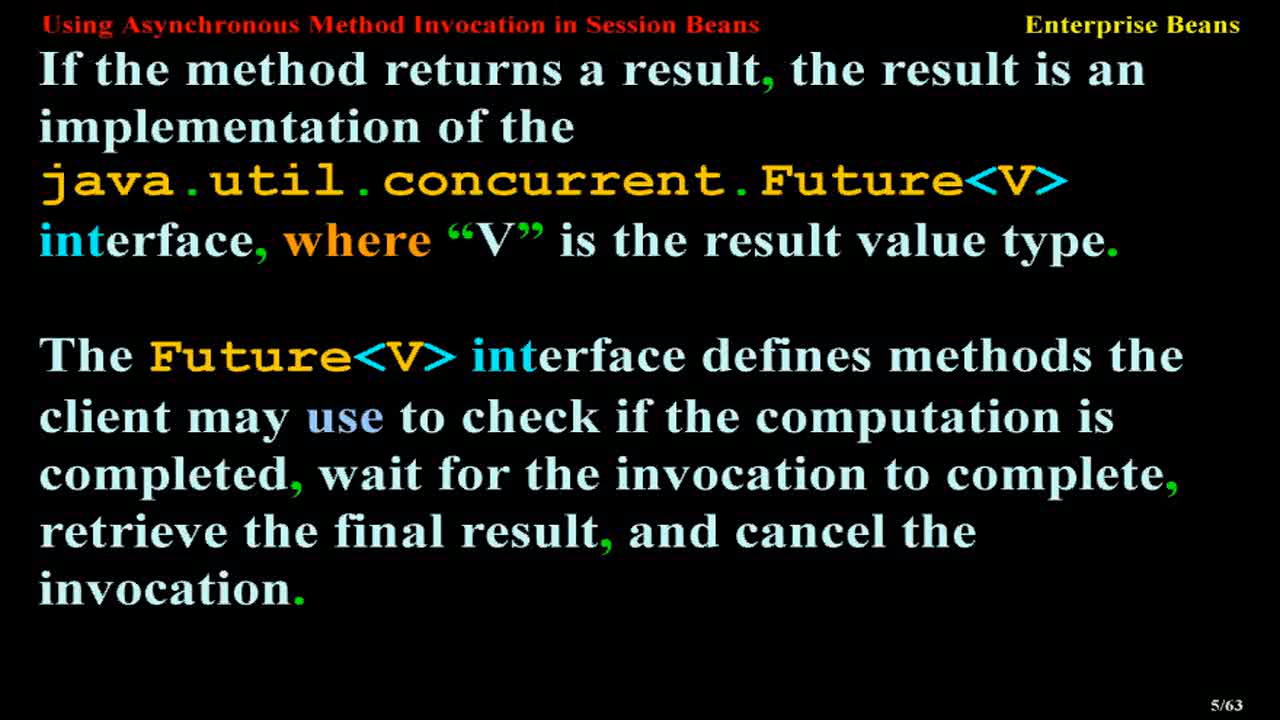 Using Asynchronous Method Invocation in Session Beans Enterprise Beans
If the method returns a result, the result is an
implementation of the
java.util.concurrent.Future<V>
interface, where “V” is the result value type.
The Future<V> interface defines methods the
client may use to check if the computation is
completed, wait for the invocation to complete,
retrieve the final result, and cancel the
invocation.
5/63